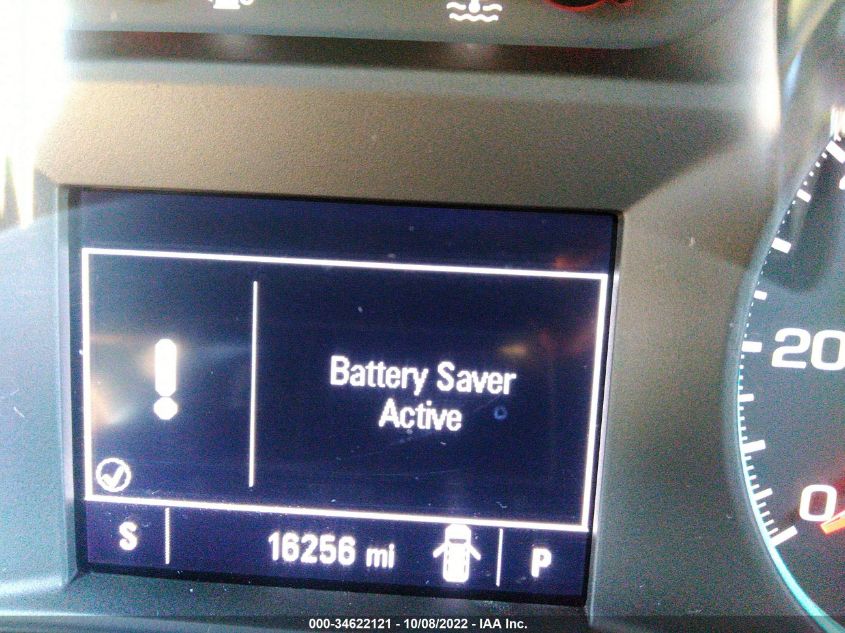 Battery Saver
Active
S
16256 mi
P
20
0
000-34622121 - 10/08/2022 - IAA Inc.